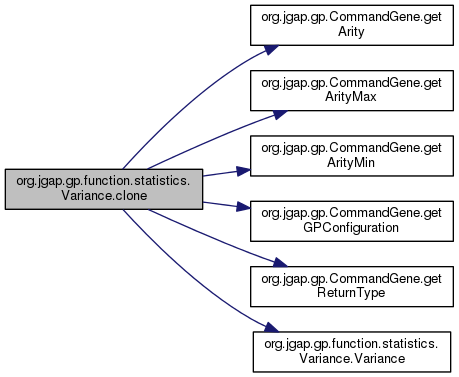 org.jgap.gp.CommandGene.get
Arity
org.jgap.gp.CommandGene.get
ArityMax
org.jgap.gp.CommandGene.get
ArityMin
org.jgap.gp.function.statistics.
Variance.clone
org.jgap.gp.CommandGene.get
GPConfiguration
org.jgap.gp.CommandGene.get
ReturnType
org.jgap.gp.function.statistics.
Variance.Variance